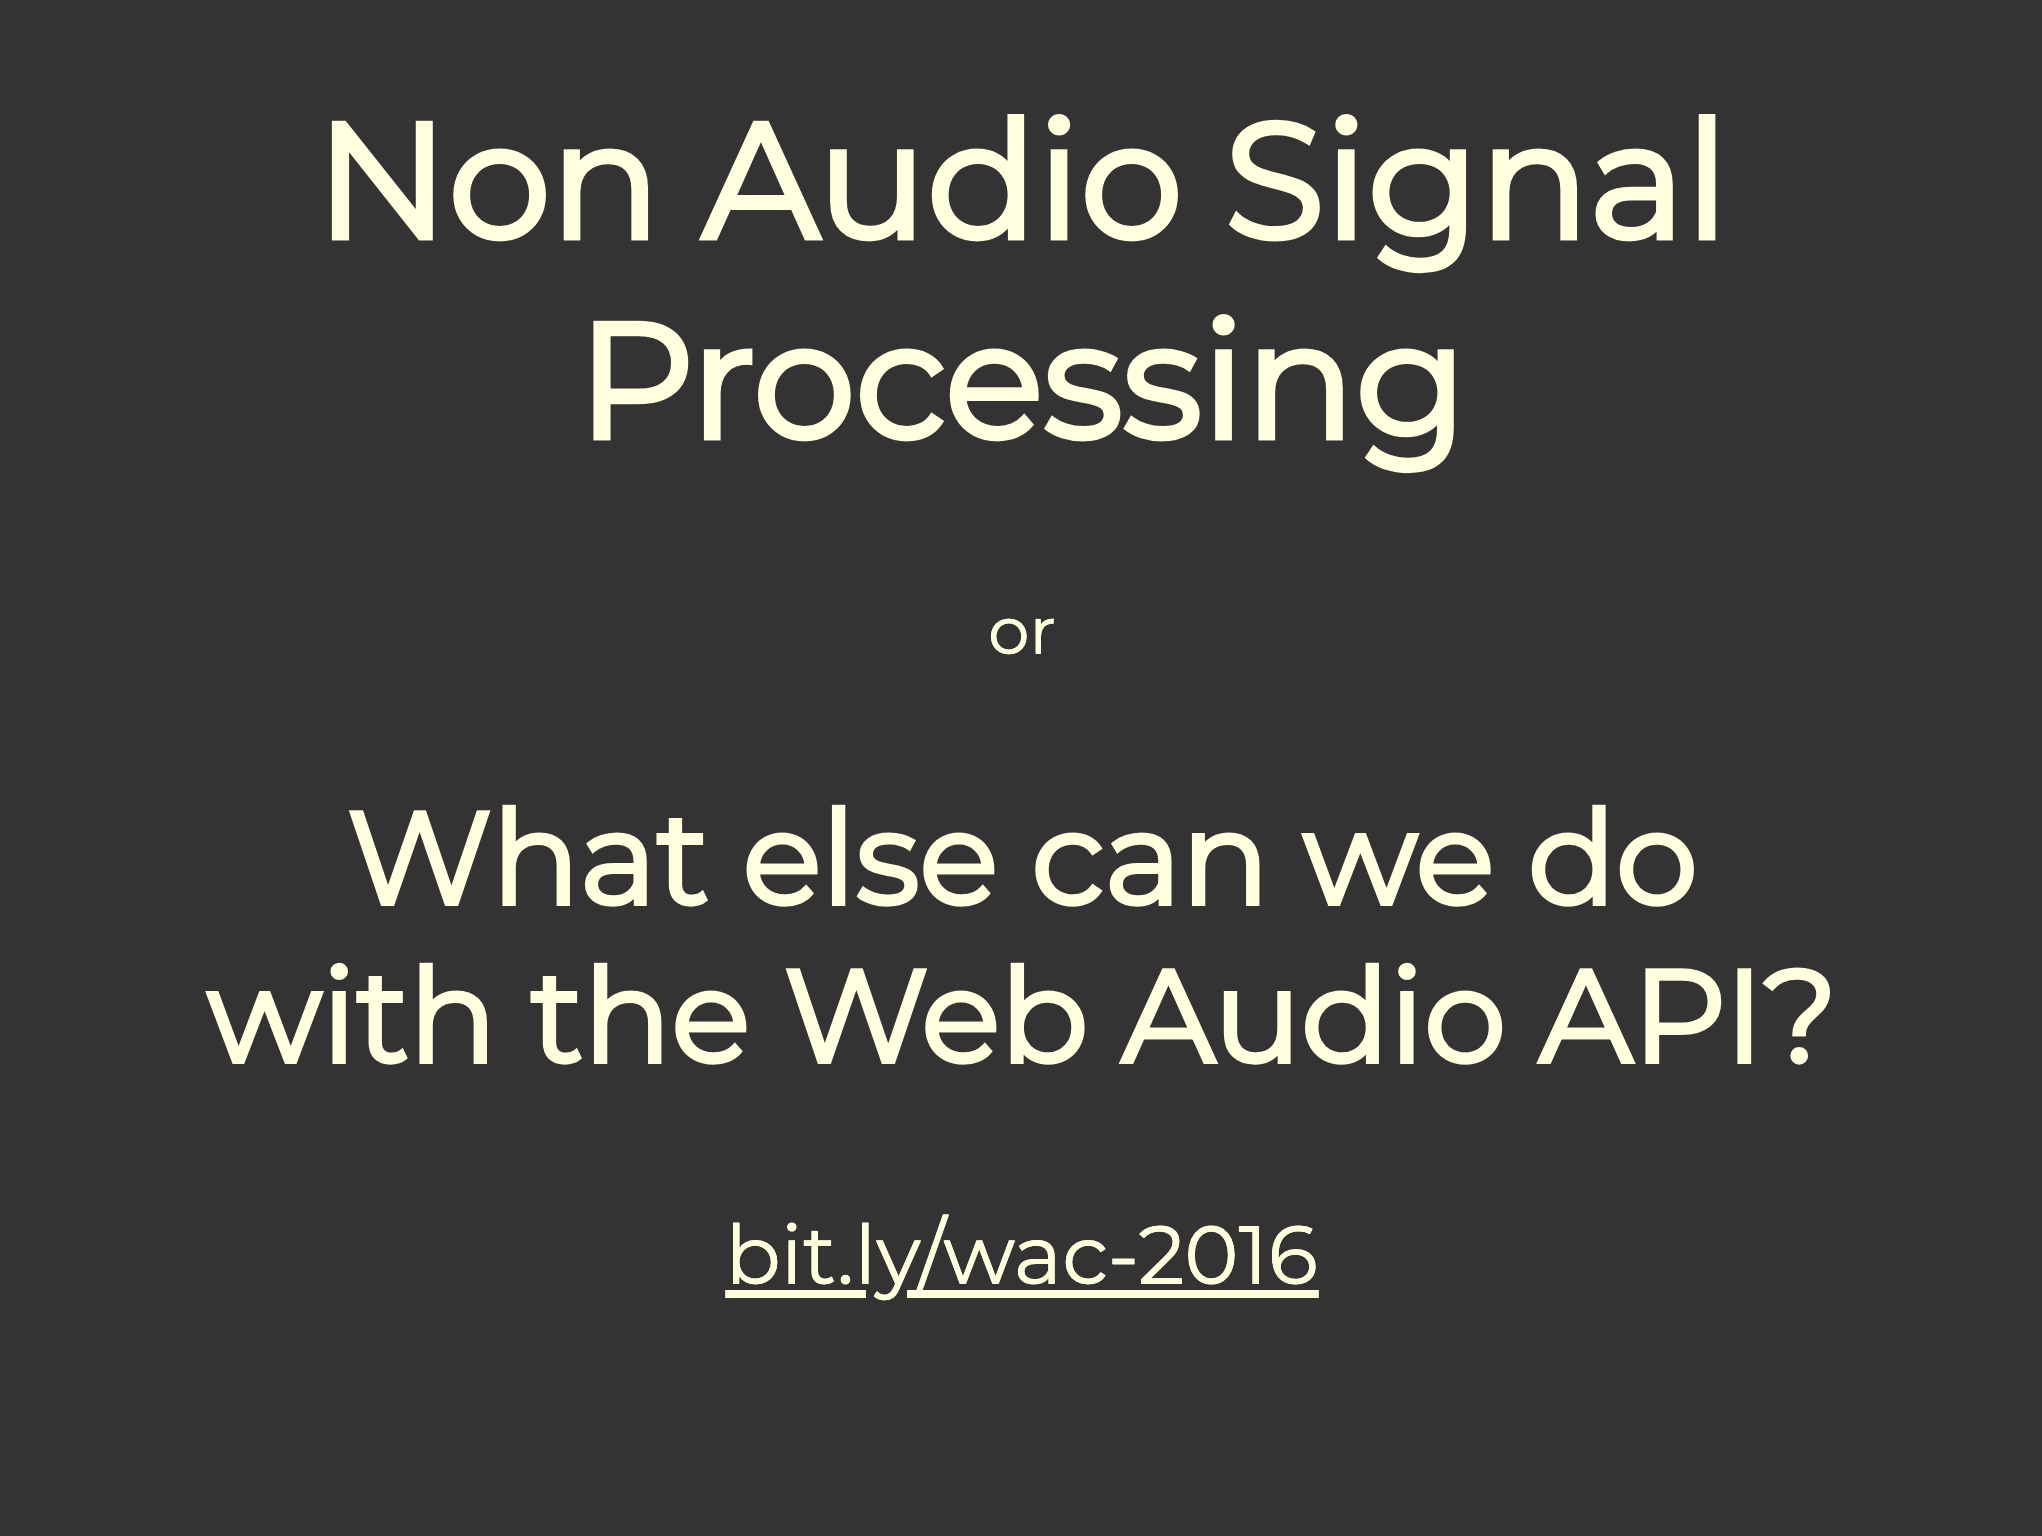 Non Audio Signal
Processing
or
What else can we do
with the Web Audio API?
bit.ly/wac-2016